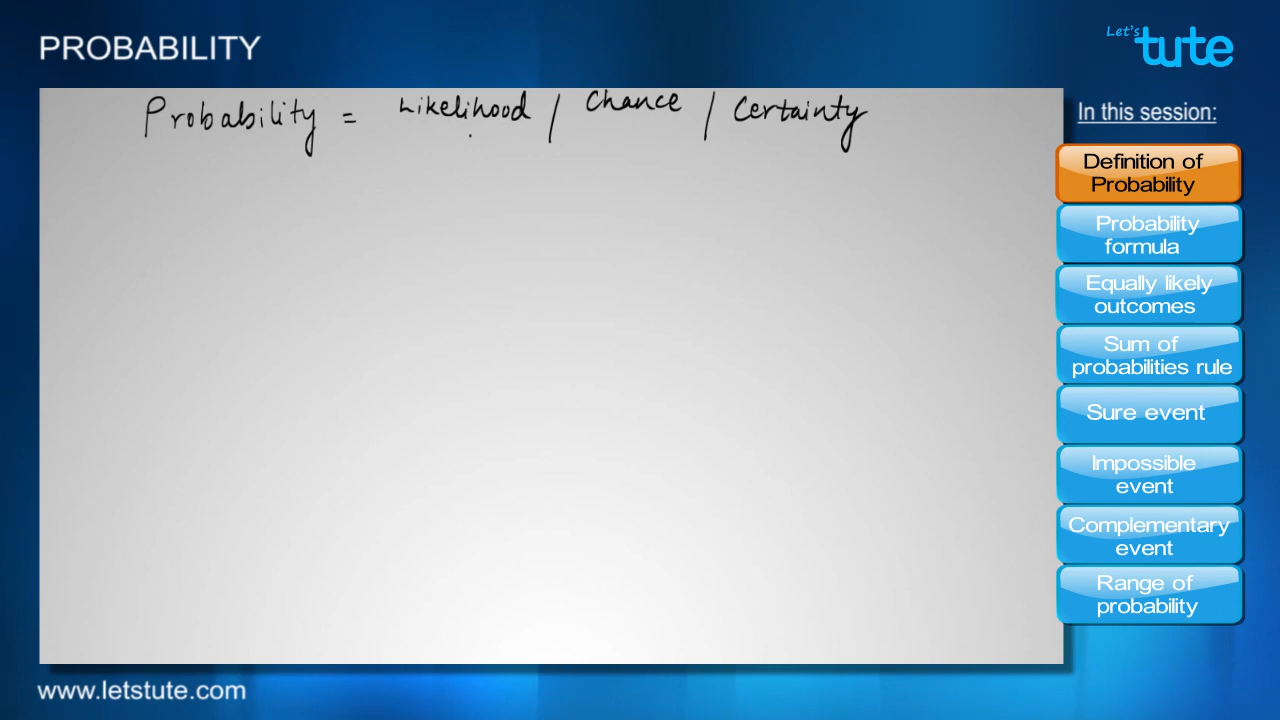 PROBABILITY
Let's
tute
Probability = Likelihood / Chance / Certainty
In this session:
Definition of
Probability
Probability
formula
Equally likely
outcomes
Sum of
probabilities rule
Sure event
Impossible
event
Complementary
event
Range of
probability
www.letstute.com